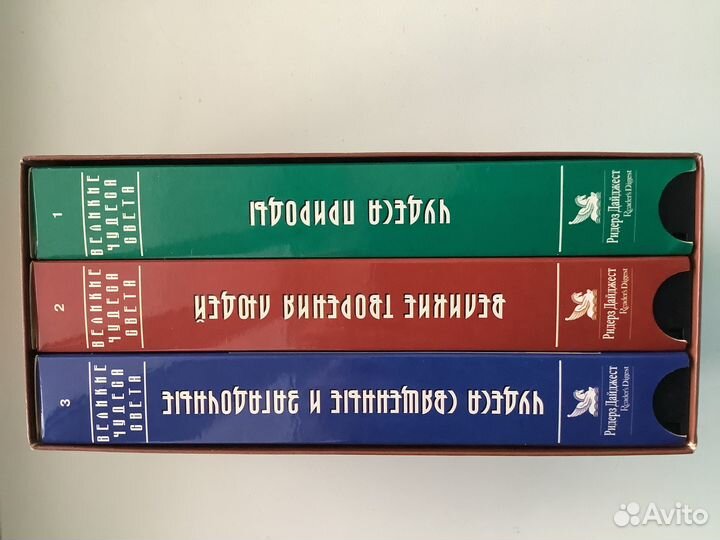 1
ВЕЛИКИЕ
ЧУДЕСА
СВЕТА
ЧУДЕСА ПРИРОДЫ
Ридерз Дайджест
Reader's Digest
2
ВЕЛИКИЕ
ЧУДЕСА
СВЕТА
ВЕЛИКИЕ ТВОРЕНИЯ ЛЮДЕЙ
Ридерз Дайджест
Reader's Digest
3
ВЕЛИКИЕ
ЧУДЕСА
СВЕТА
ЧУДЕСА СВЯЩЕННЫЕ И ЗАГАДОЧНЫЕ
Ридерз Дайджест
Reader's Digest
Avito